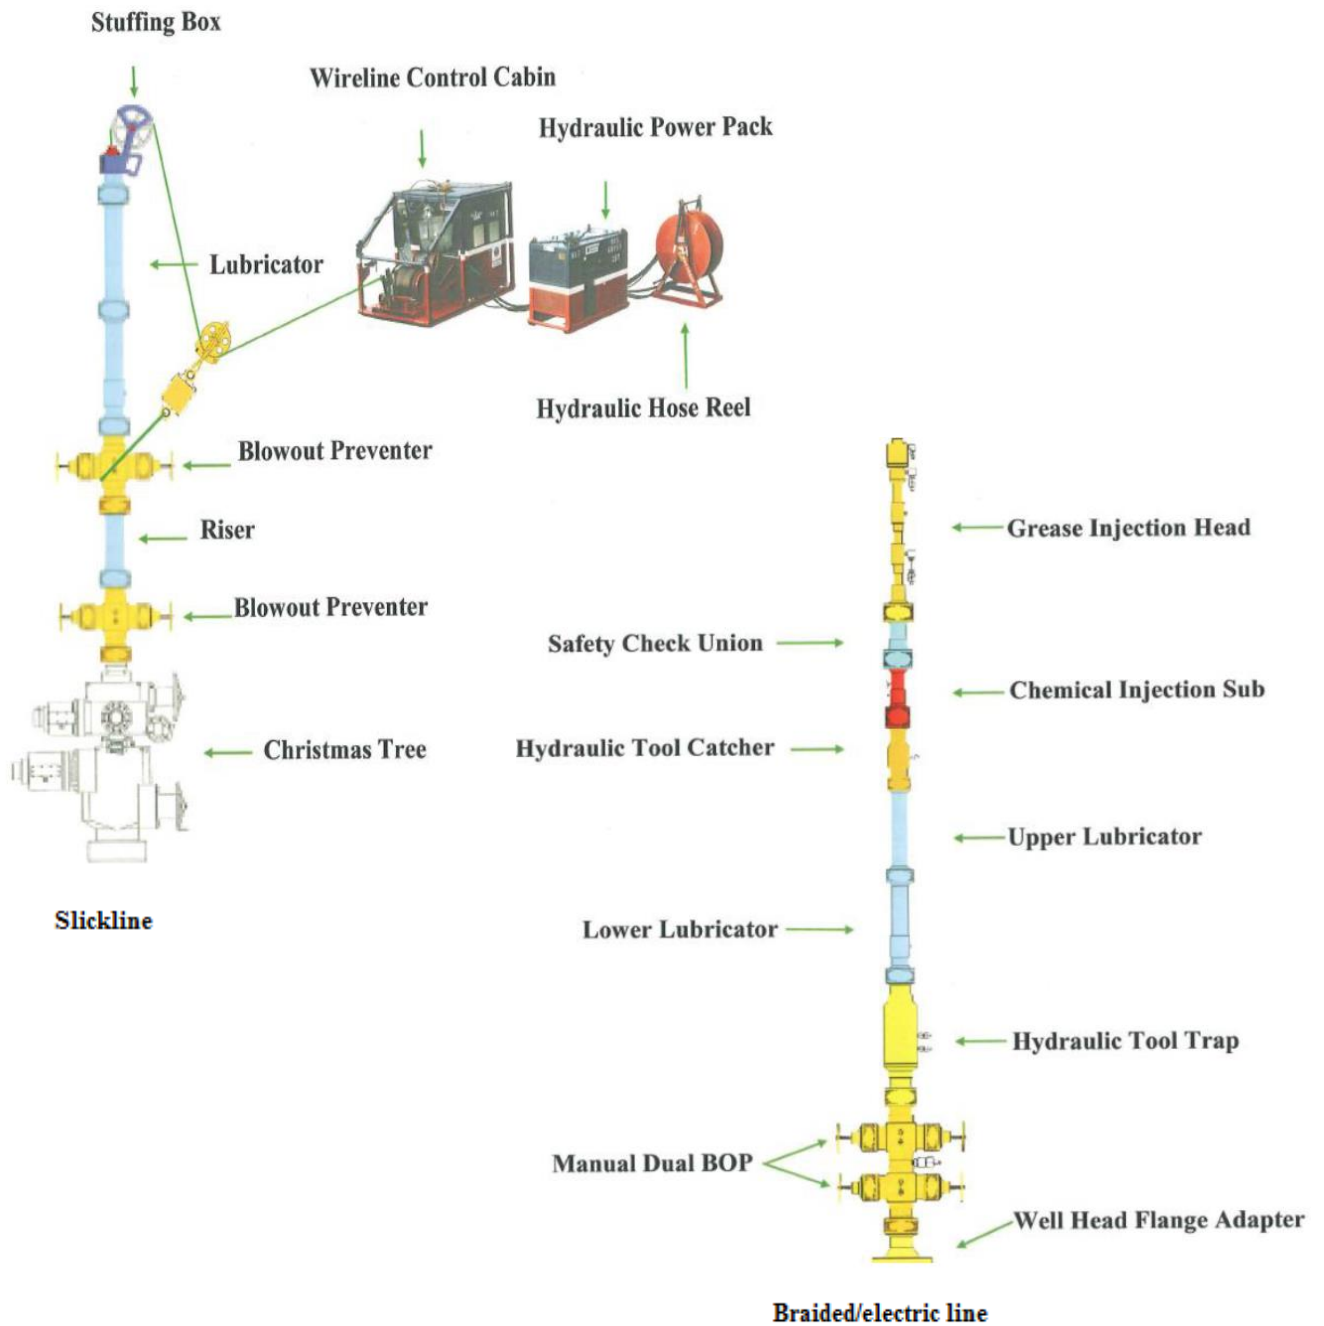 Stuffing Box
Wireline Control Cabin
Hydraulic Power Pack
Lubricator
Hydraulic Hose Reel
Blowout Preventer
Riser
Blowout Preventer
Christmas Tree
Slickline
Grease Injection Head
Safety Check Union
Chemical Injection Sub
Hydraulic Tool Catcher
Upper Lubricator
Lower Lubricator
Hydraulic Tool Trap
Manual Dual BOP
Well Head Flange Adapter
Braided/electric line